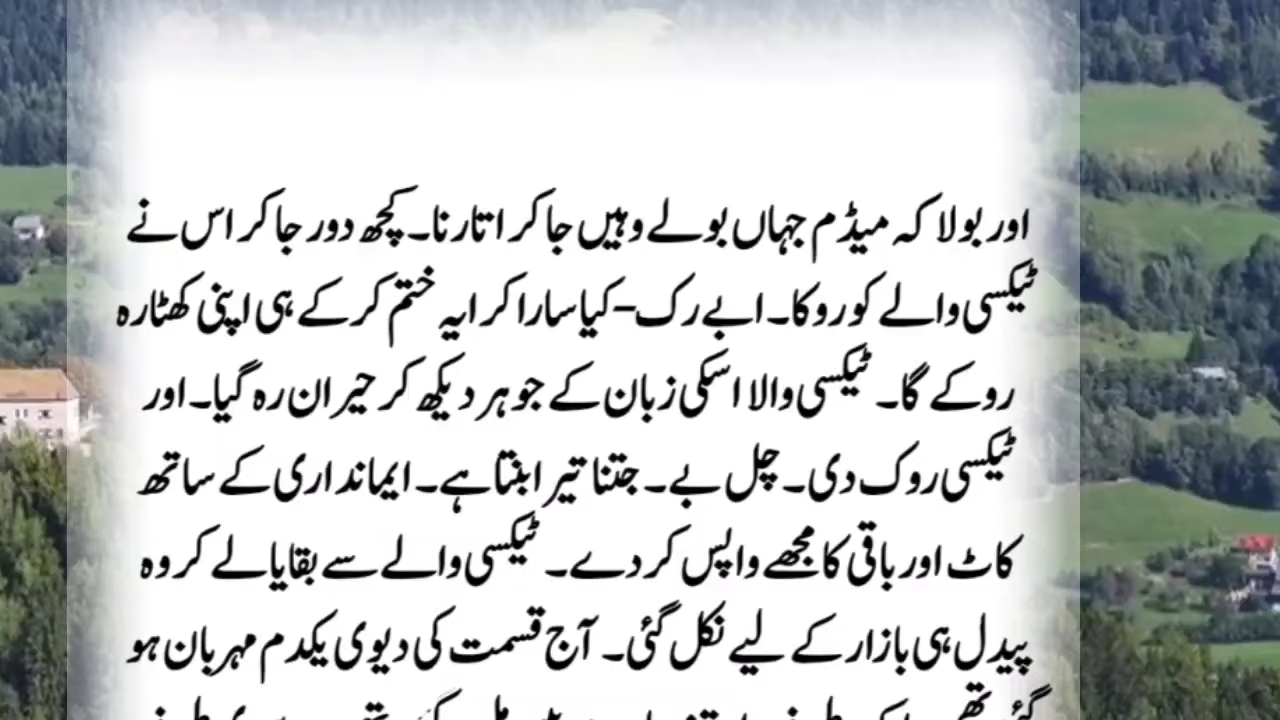 اور بولا کہ میڈم جہاں بولے وہیں جا کر اتارنا۔ کچھ دور جا کر اس نے
ٹیکسی والے کو روکا۔ ابے رک-کیا سارا کرایہ ختم کر کے ہی اپنی کھٹارہ
روکے گا۔ ٹیکسی والا اسکی زبان کے جوہر دیکھ کر حیران رہ گیا۔ اور
ٹیکسی روک دی۔ چل بے۔ جتنا تیرا بنتا ہے۔ ایمانداری کے ساتھ
کاٹ اور باقی کا مجھے واپس کر دے۔ ٹیکسی والے سے بقایا لے کر وہ
پیدل ہی بازار کے لیے نکل گئی۔ آج قسمت کی دیوی یکدم مہربان ہو
گئی تھی۔